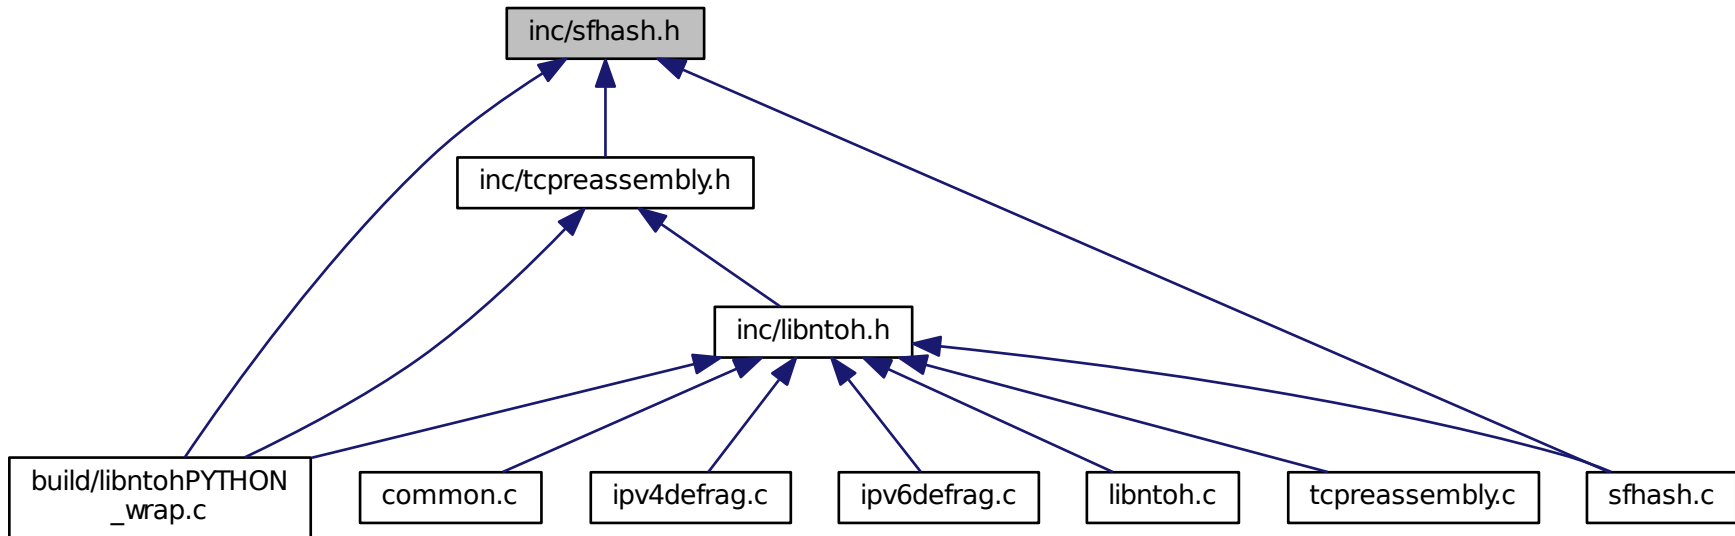 inc/sfhash.h
inc/tcpreassembly.h
inc/libntoh.h
build/libntohPYTHON
_wrap.c
common.c
ipv4defrag.c
ipv6defrag.c
libntoh.c
tcpreassembly.c
sfhash.c